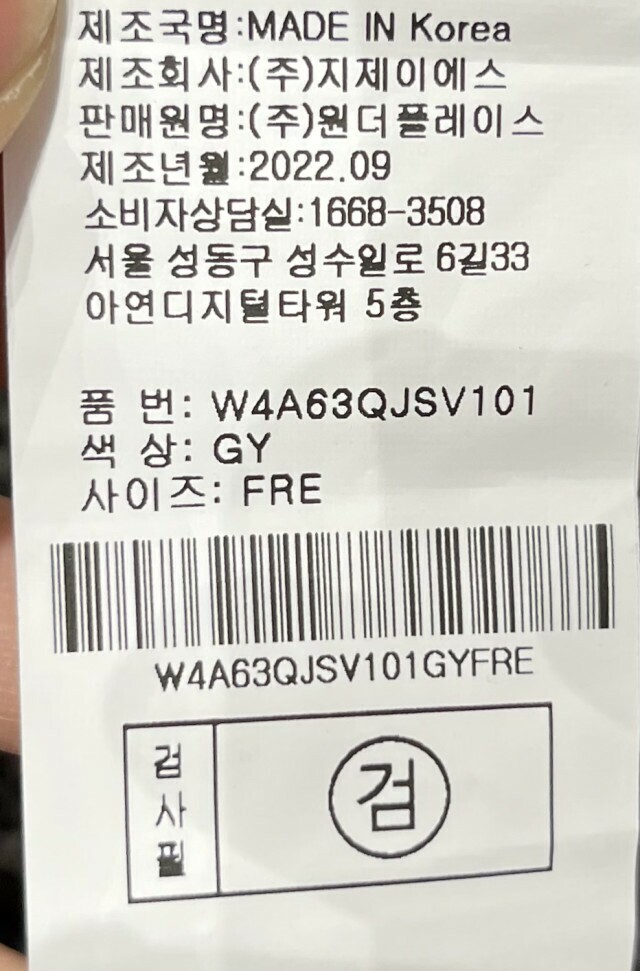 제조국명:MADE IN Korea
제조회사:(주)지제이에스
판매원명:(주)원더플레이스
제조년월:2022.09
소비자상담실:1668-3508
서울 성동구 성수일로 6길33
아연디지털타워 5층
품 번: W4A63QJSV101
색 상: GY
사이즈: FRE
W4A63QJSV101GYFRE
검사필
검